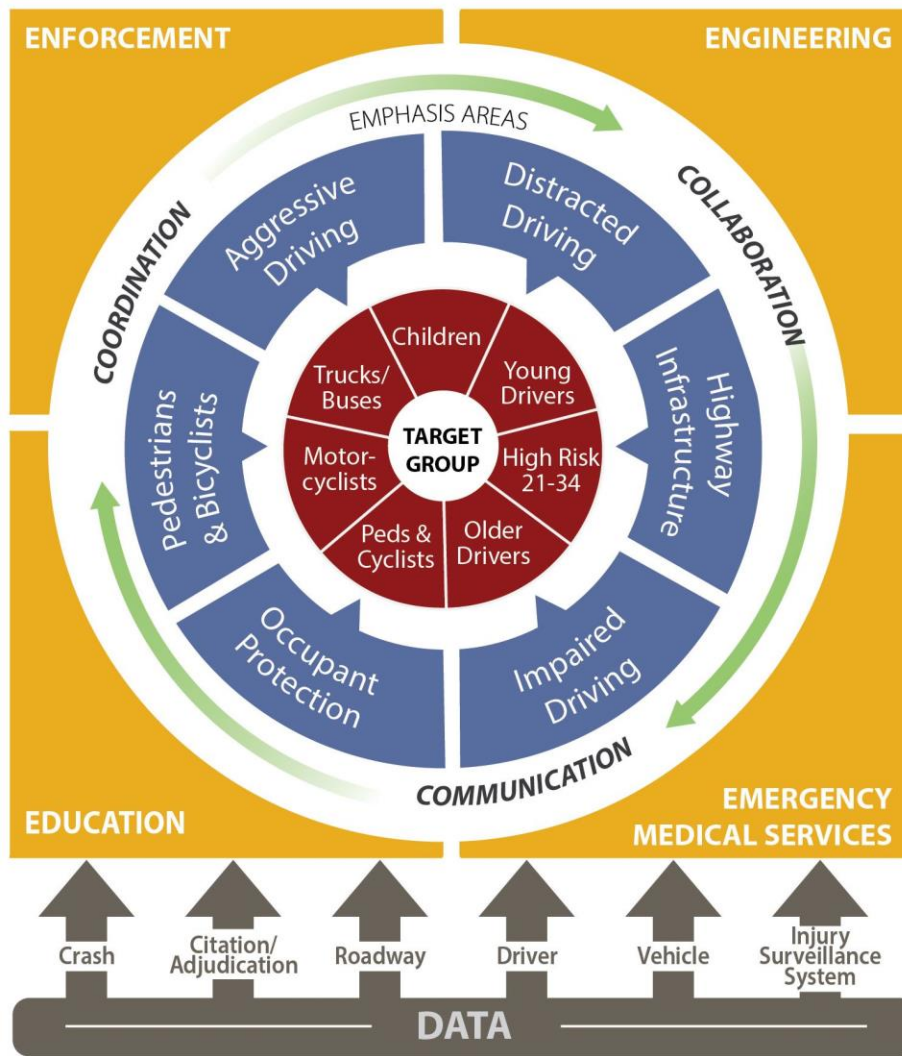 ENFORCEMENT
ENGINEERING
EMPHASIS AREAS
COORDINATION
COLLABORATION
COMMUNICATION
Aggressive
Driving
Distracted
Driving
Highway
Infrastructure
Impaired
Driving
Occupant
Protection
Pedestrians
& Bicyclists
Children
Young
Drivers
High Risk
21-34
Older
Drivers
Peds &
Cyclists
Motor-
cyclists
Trucks/
Buses
TARGET
GROUP
EDUCATION
EMERGENCY
MEDICAL SERVICES
Crash
Citation/
Adjudication
Roadway
Driver
Vehicle
Injury
Surveillance
System
DATA